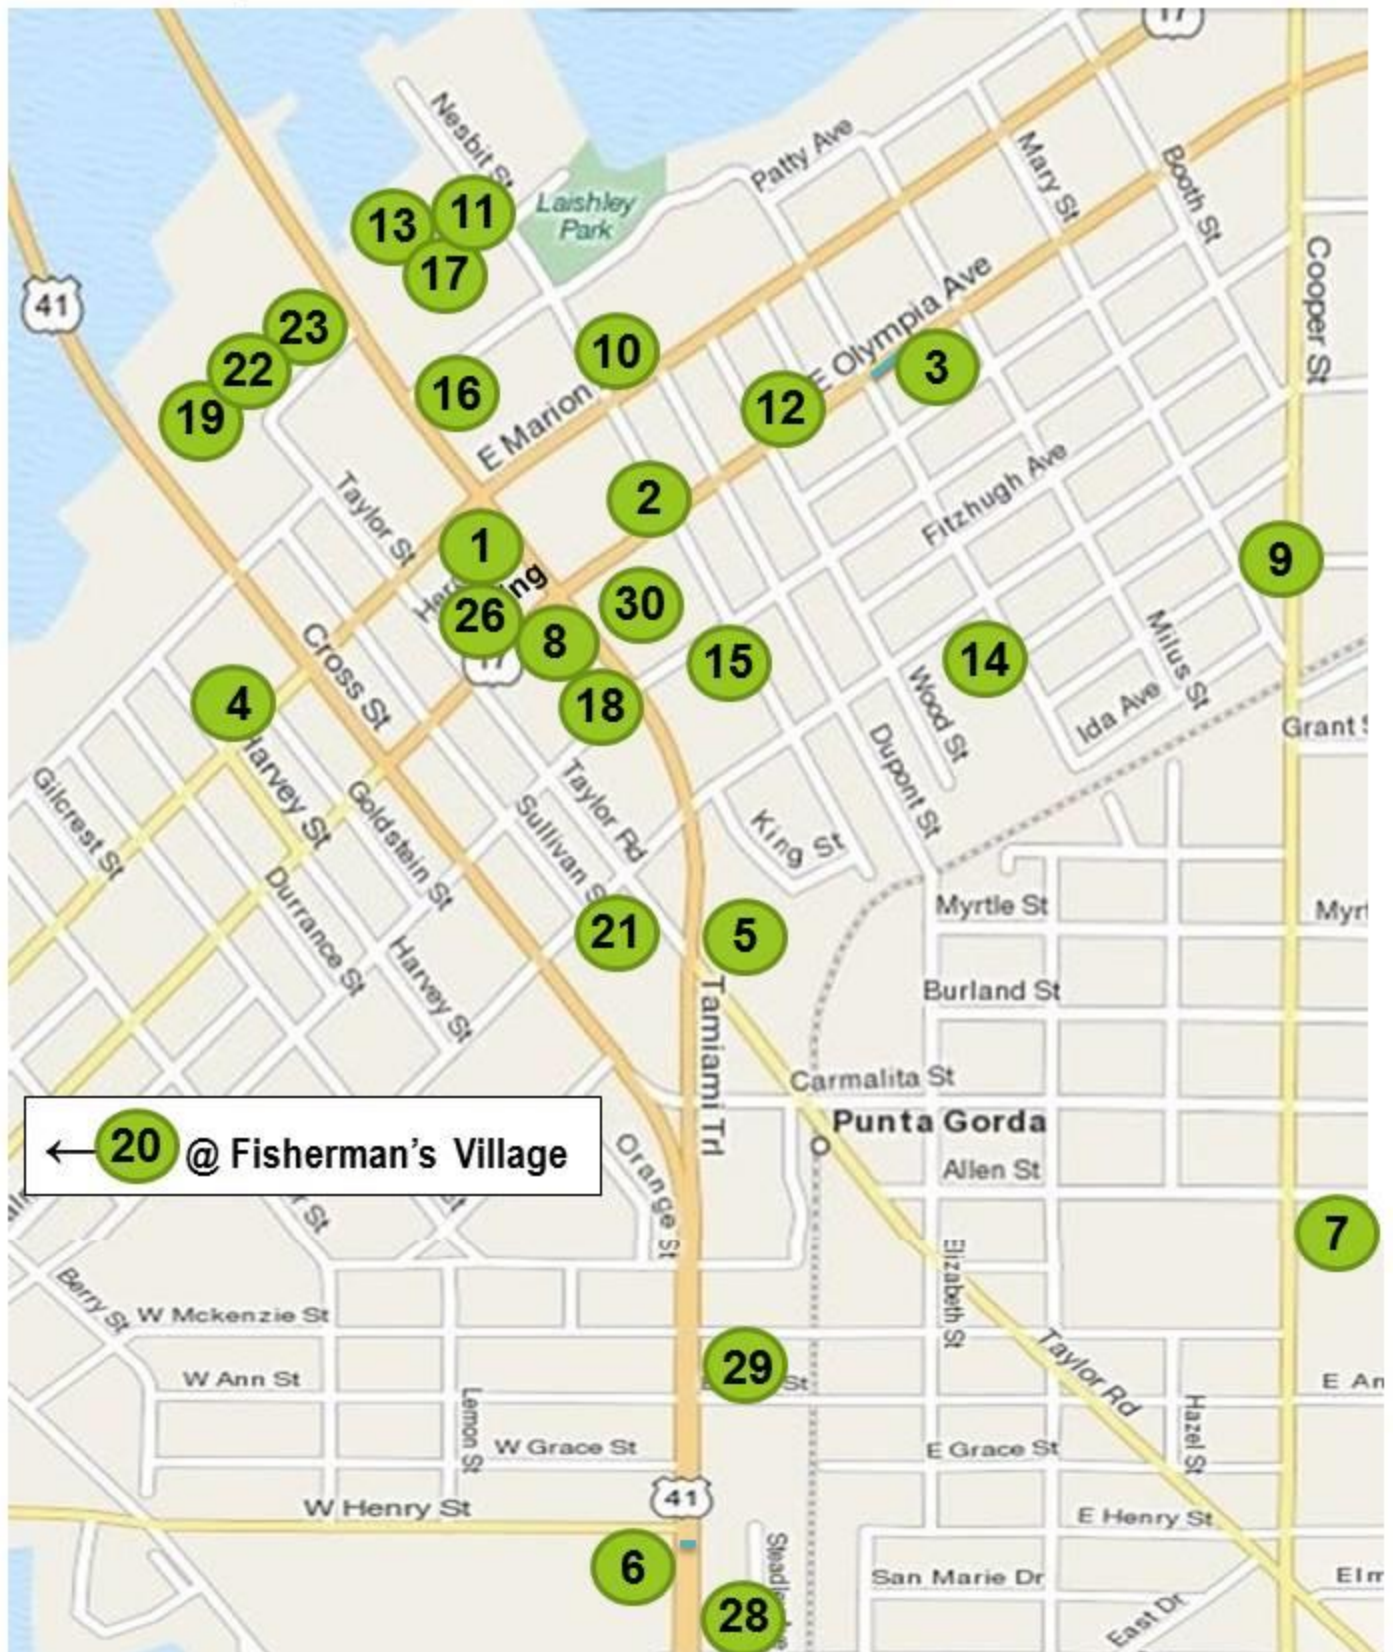 17
Nesbit St
Patty Ave
Mary St
Booth St
13
11
Laishley
Park
17
Cooper St
41
E Olympia Ave
23
22
10
3
19
16
12
E Marion
Taylor St
2
Fitzhugh Ave
1
ing
9
26
30
8
17
15
14
Milus St
Cross St
4
18
Wood St
Ida Ave
Grant S
Harvey St
Dupont St
Gilcrest St
Goldstein St
Taylor Rd
Sullivan S
King St
Durrance St
Myrtle St
Myrt
21
5
Harvey St
Burland St
Tamiami Trl
Carmalita St
Punta Gorda
←20 @ Fisherman's Village
Orange St
Allen St
7
Elizabeth St
Berry St
W Mckenzie St
29
Taylor Rd
W Ann St
St
E An
Lemon St
Hazel St
W Grace St
E Grace St
41
W Henry St
E Henry St
6
San Marie Dr
Elm
28
East Dr